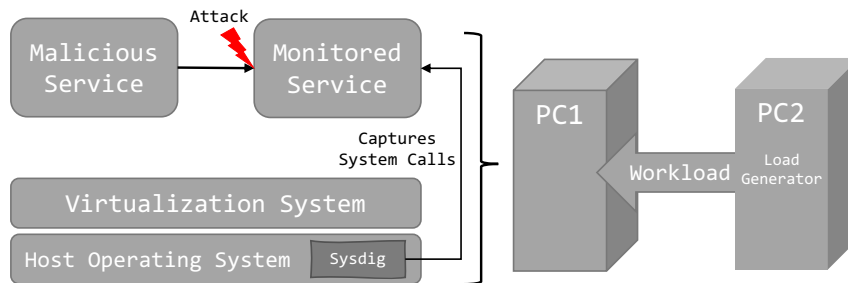 Attack
Malicious
Service
Monitored
Service
Captures
System Calls
Virtualization System
Host Operating System
Sysdig
PC1
Workload
PC2
Load
Generator